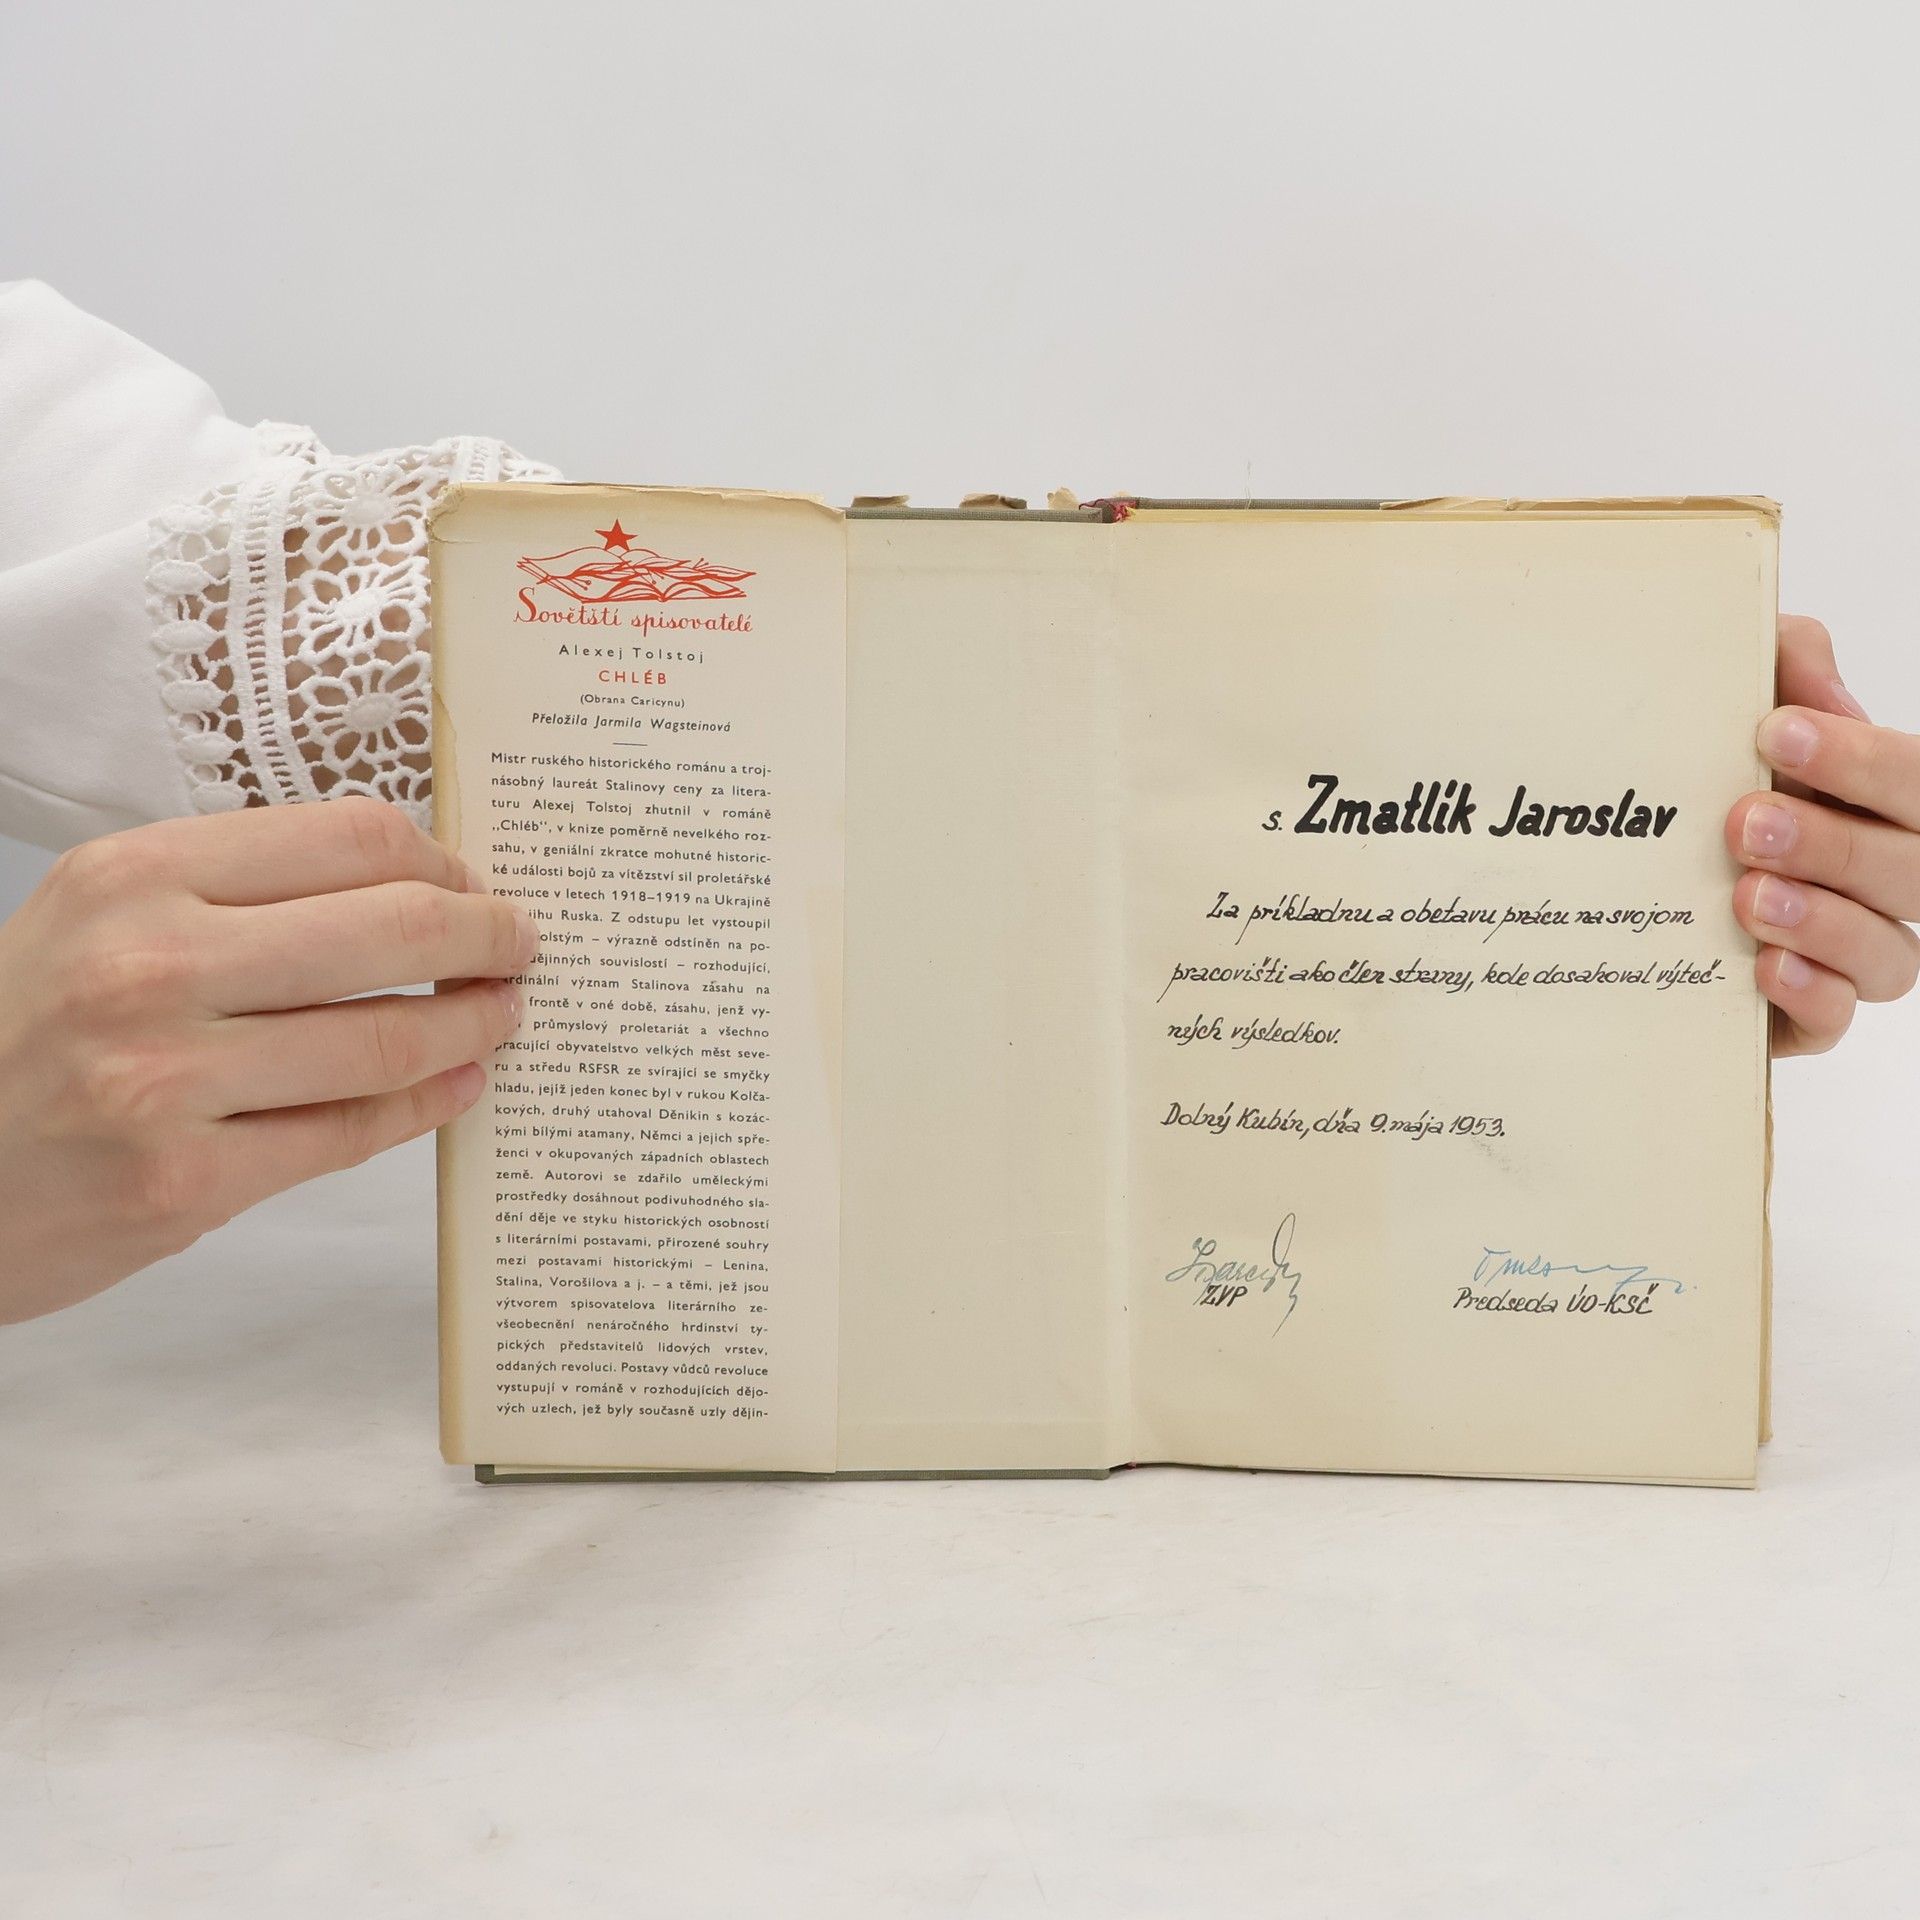 Sovětští spisovatelé
Alexej Tolstoj
CHLÉB
(Obrana Caricynu)
Přeložila Jarmila Wagsteinová
Mistr ruského historického románu a troj-
násobný laureát Stalinovy ceny za litera-
turu Alexej Tolstoj zhutnil v románě
„Chléb“, v knize poměrně nevelkého roz-
sahu, v geniální zkratce mohutné historic-
ké události bojů za vítězství sil proletářské
revoluce v letech 1918–1919 na Ukrajině
jihu Ruska. Z odstupu let vystoupil
olstým – výrazně odstíněn na po-
dějinných souvislostí – rozhodující,
ardinální význam Stalinova zásahu na
frontě v oné době, zásahu, jenž vy-
průmyslový proletariát a všechno
pracující obyvatelstvo velkých měst seve-
ru a středu RSFSR ze svírající se smyčky
hladu, jejíž jeden konec byl v rukou Kolča-
kových, druhý utahoval Děnikin s kozác-
kými bílými atamany, Němci a jejich spře-
ženci v okupovaných západních oblastech
země. Autorovi se zdařilo uměleckými
prostředky dosáhnout podivuhodného sla-
dění děje ve styku historických osobností
s literárními postavami, přirozené souhry
mezi postavami historickými – Lenina,
Stalina, Vorošilova a j. – a těmi, jež jsou
výtvorem spisovatelova literárního ze-
všeobecnění nenáročného hrdinství ty-
pických představitelů lidových vrstev,
oddaných revoluci. Postavy vůdců revoluce
vystupují v románě v rozhodujících dějo-
vých uzlech, jež byly současně uzly dějin-
s. Zmatlík Jaroslav
Za príkladnu a obetavu prácu na svojom
pracovišti ako člen strany, kde dosahoval výteč-
ných výsledkov.
Dolný Kubín, dňa 9. mája 1953.
ZVP
Predseda ÚO-KSČ